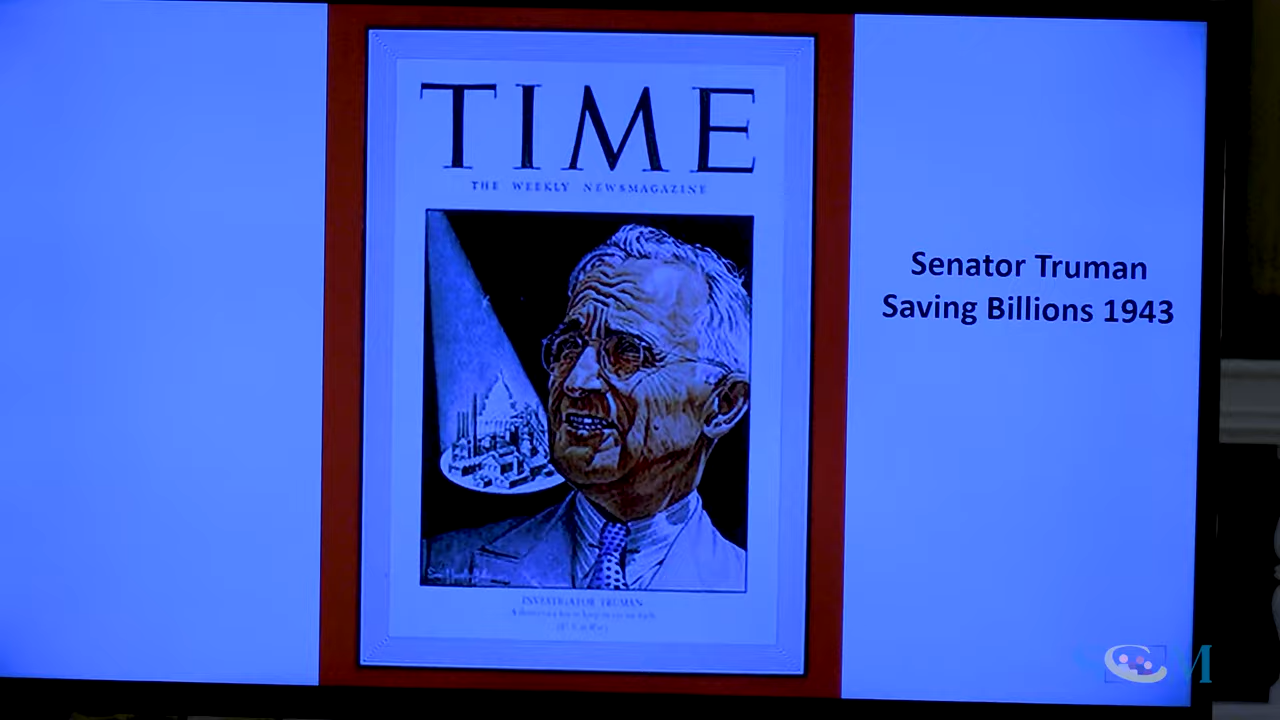 TIME
THE WEEKLY NEWSMAGAZINE
INVESTIGATOR TRUMAN
Senator Truman
Saving Billions 1943